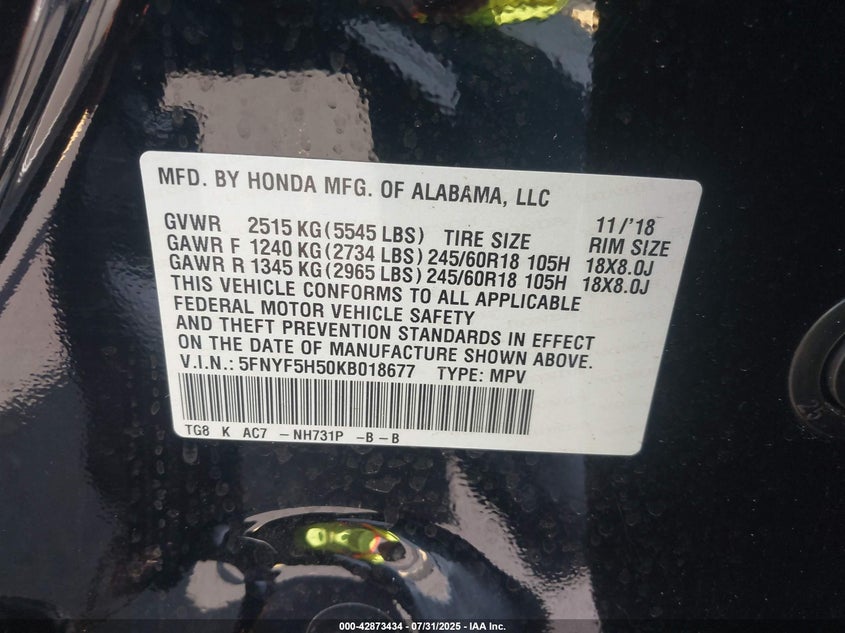 MFD. BY HONDA MFG. OF ALABAMA, LLC
GVWR 2515 KG(5545 LBS) TIRE SIZE 11/'18
GAWR F 1240 KG(2734 LBS) 245/60R18 105H RIM SIZE 18X8.0J
GAWR R 1345 KG(2965 LBS) 245/60R18 105H 18X8.0J
THIS VEHICLE CONFORMS TO ALL APPLICABLE
FEDERAL MOTOR VEHICLE SAFETY
AND THEFT PREVENTION STANDARDS IN EFFECT
ON THE DATE OF MANUFACTURE SHOWN ABOVE.
V.I.N.: 5FNYF5H50KB018677 TYPE: MPV
TG8 K AC7 -NH731P -B-B
000-42873434 07/31/2025 - IAA Inc.